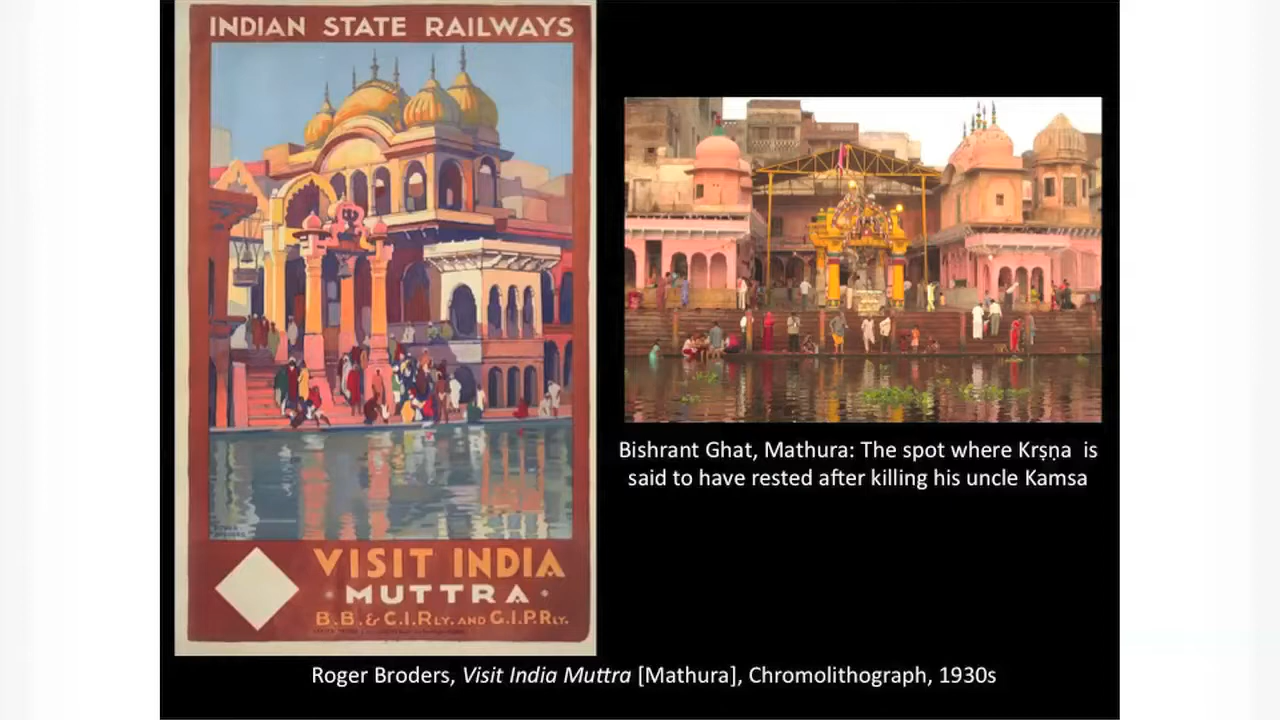 INDIAN STATE RAILWAYS
VISIT INDIA
MUTTRA
B.B. & C.I.RLY. AND G.I.P.RLY.
Bishrant Ghat, Mathura: The spot where Krṣṇa is
said to have rested after killing his uncle Kamsa
Roger Broders, Visit India Muttra [Mathura], Chromolithograph, 1930s